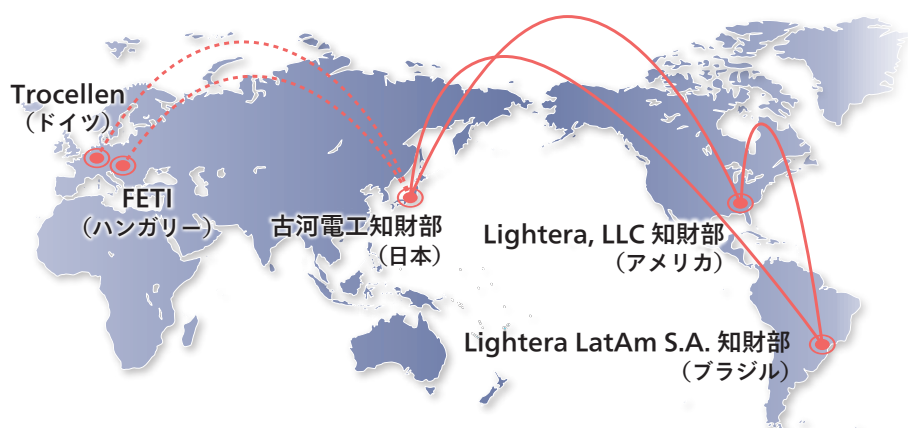 Trocellen
（ドイツ）
FETI
（ハンガリー）
古河電工知財部
（日本）
Lightera, LLC 知財部
（アメリカ）
Lightera LatAm S.A. 知財部
（ブラジル）